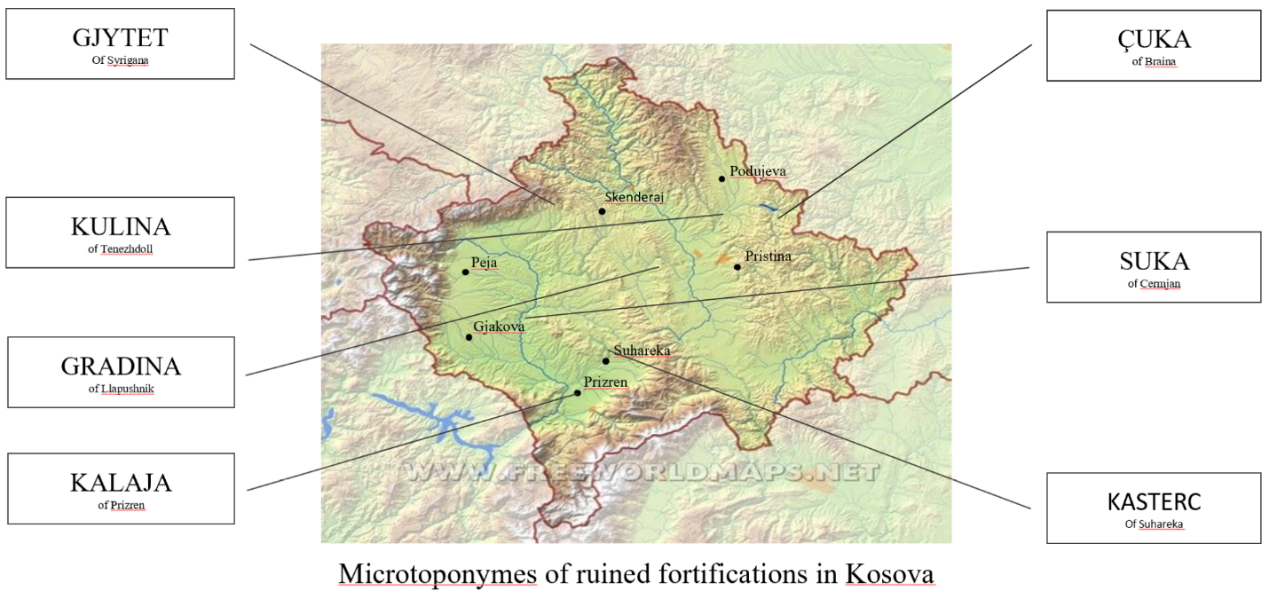 GJYTET
Of Syrigana
ÇUKA
of Braina
KULINA
of Tenezhdoll
SUKA
of Cermjan
GRADINA
of Llapushnik
KALAJA
of Prizren
KASTERC
Of Suhareka
Podujeva
Skenderaj
Pristina
Peja
Gjakova
Suhareka
Prizren
WWW.FREEWORLDMAPS.NET
Microtoponymes of ruined fortifications in Kosova